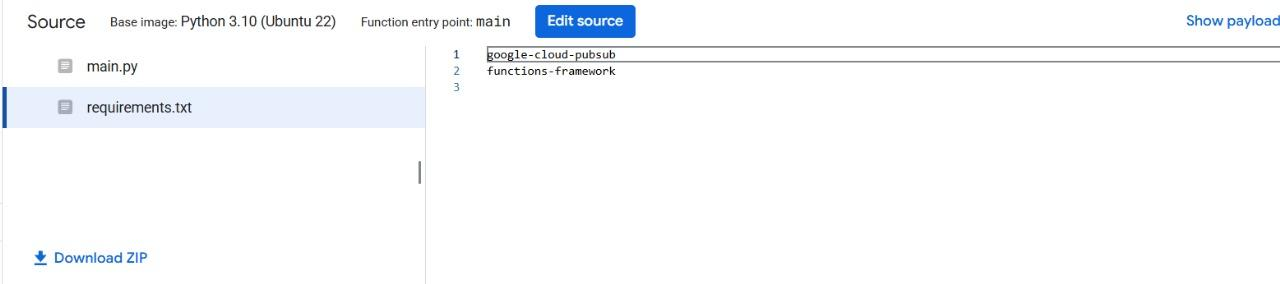 Source Base image: Python 3.10 (Ubuntu 22) Function entry point: main Edit source Show payload
main.py
requirements.txt
Download ZIP
1 google-cloud-pubsub
2 functions-framework
3